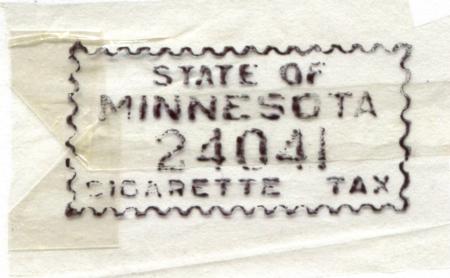 STATE OF
MINNESOTA
24041
CIGARETTE TAX